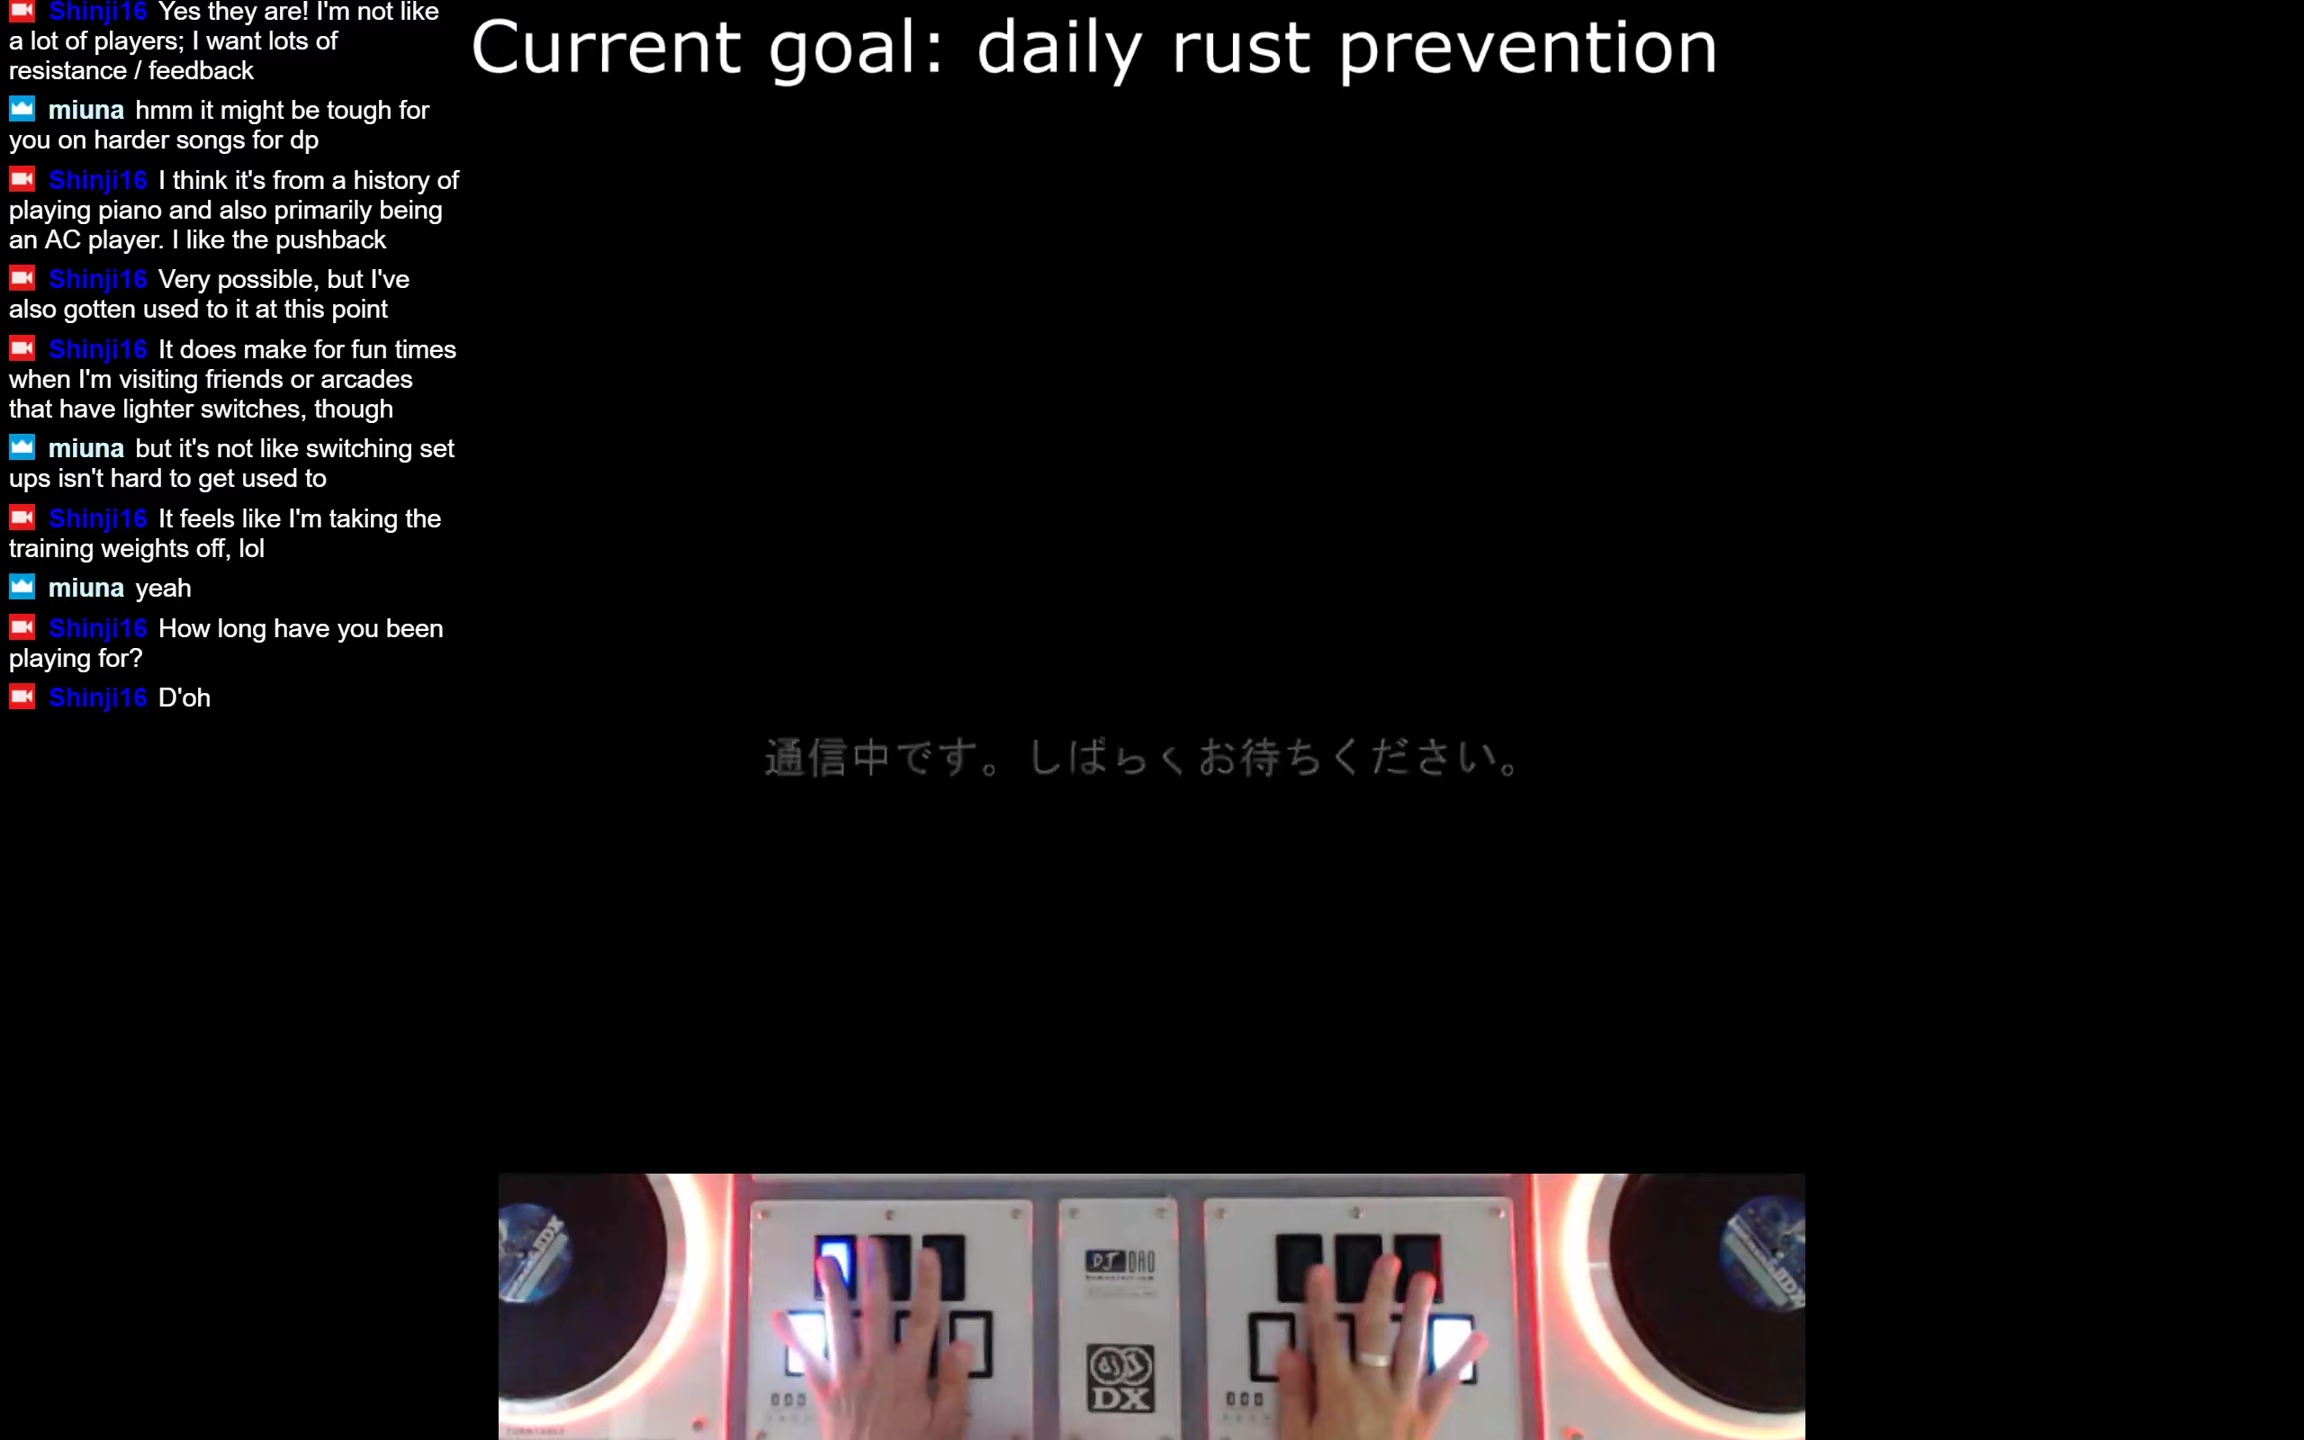 Shinji16 Yes they are! I'm not like
a lot of players; I want lots of
resistance / feedback
miuna hmm it might be tough for
you on harder songs for dp
Shinji16 I think it's from a history of
playing piano and also primarily being
an AC player. I like the pushback
Shinji16 Very possible, but I've
also gotten used to it at this point
Shinji16 It does make for fun times
when I'm visiting friends or arcades
that have lighter switches, though
miuna but it's not like switching set
ups isn't hard to get used to
Shinji16 It feels like I'm taking the
training weights off, lol
miuna yeah
Shinji16 How long have you been
playing for?
Shinji16 D'oh
Current goal: daily rust prevention
通信中です。しばらくお待ちください。
DJ DAO
DX